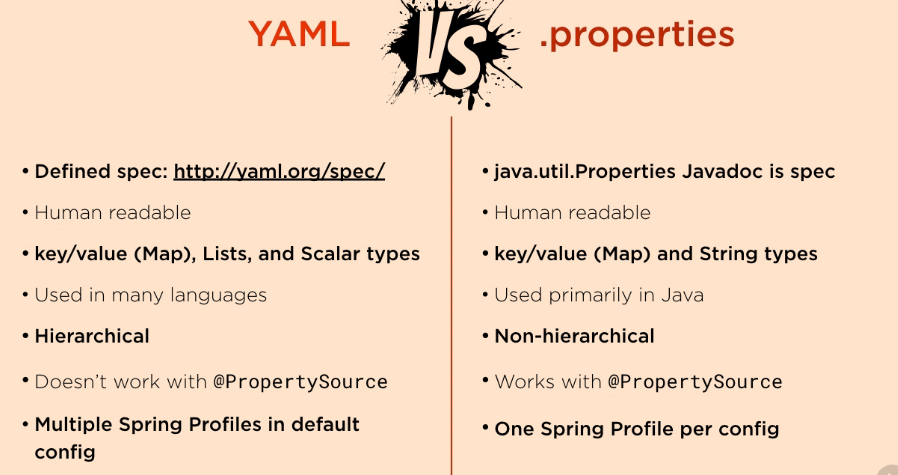 YAML VS .properties
• Defined spec: http://yaml.org/spec/
• Human readable
• key/value (Map), Lists, and Scalar types
• Used in many languages
• Hierarchical
• Doesn't work with @PropertySource
• Multiple Spring Profiles in default
config
• java.util.Properties Javadoc is spec
• Human readable
• key/value (Map) and String types
• Used primarily in Java
• Non-hierarchical
• Works with @PropertySource
• One Spring Profile per config